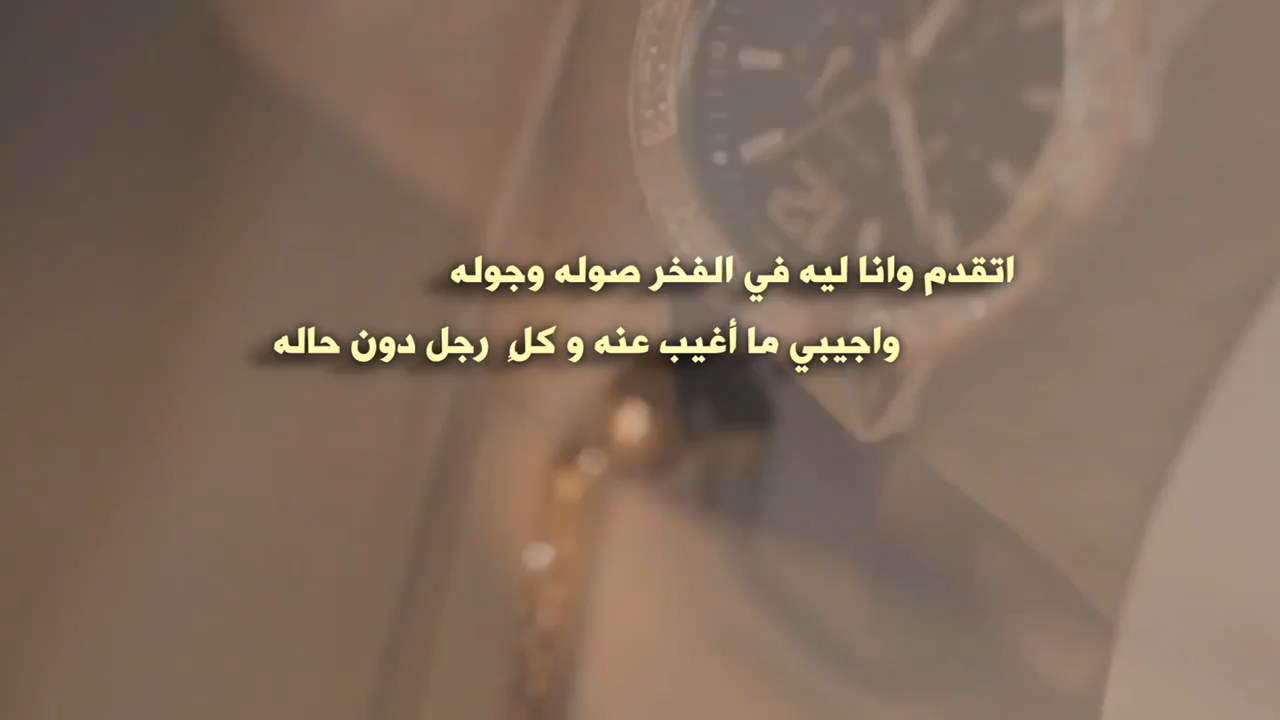 اتقدم وانا ليه في الفخر صوله وجوله
واجيبي ما أغيب عنه و كلٍ رجل دون حاله